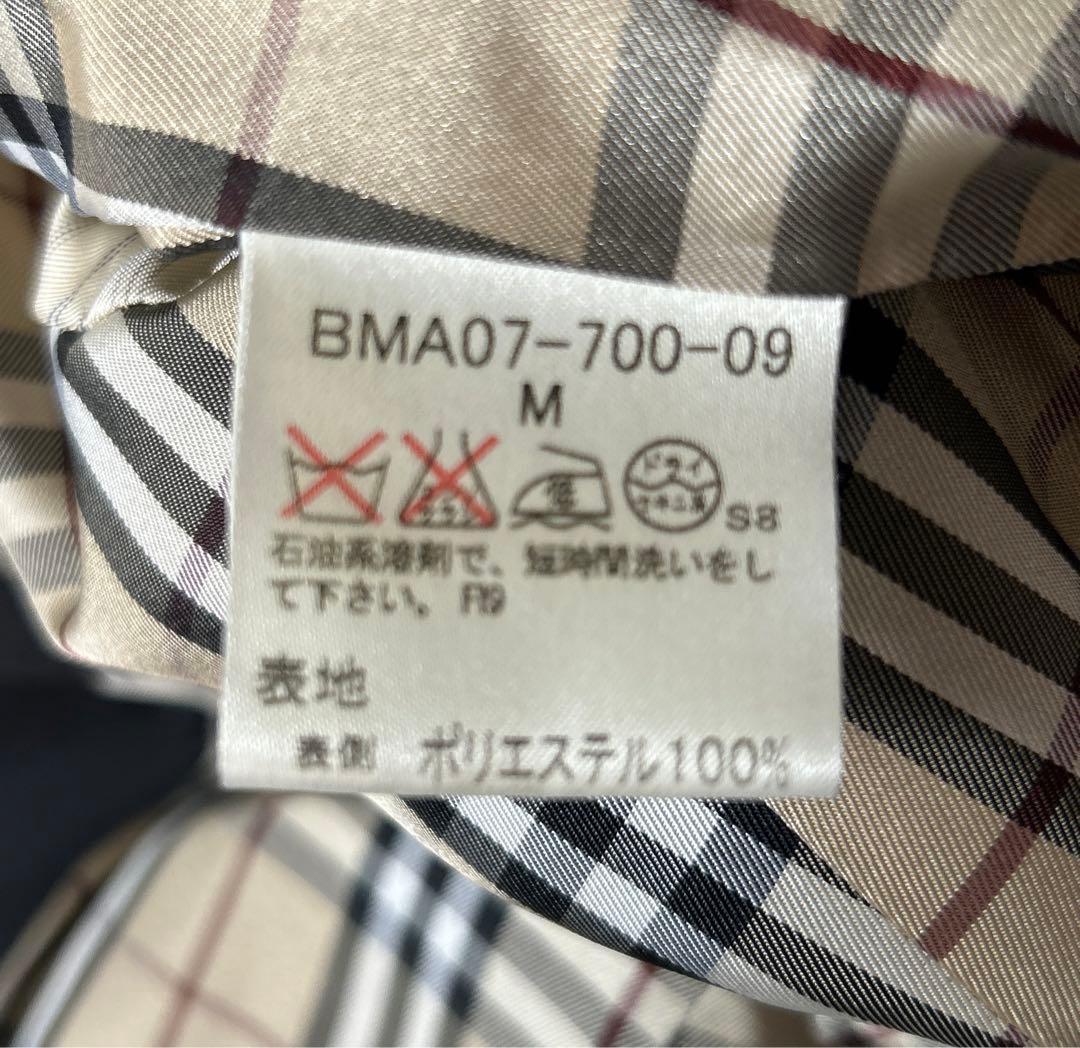 BMA07-700-09
M
低
ドライ
セキユ系
S8
石油系溶剤で、短時間洗いをし
て下さい。 R9
表地
表側 ポリエステル100%